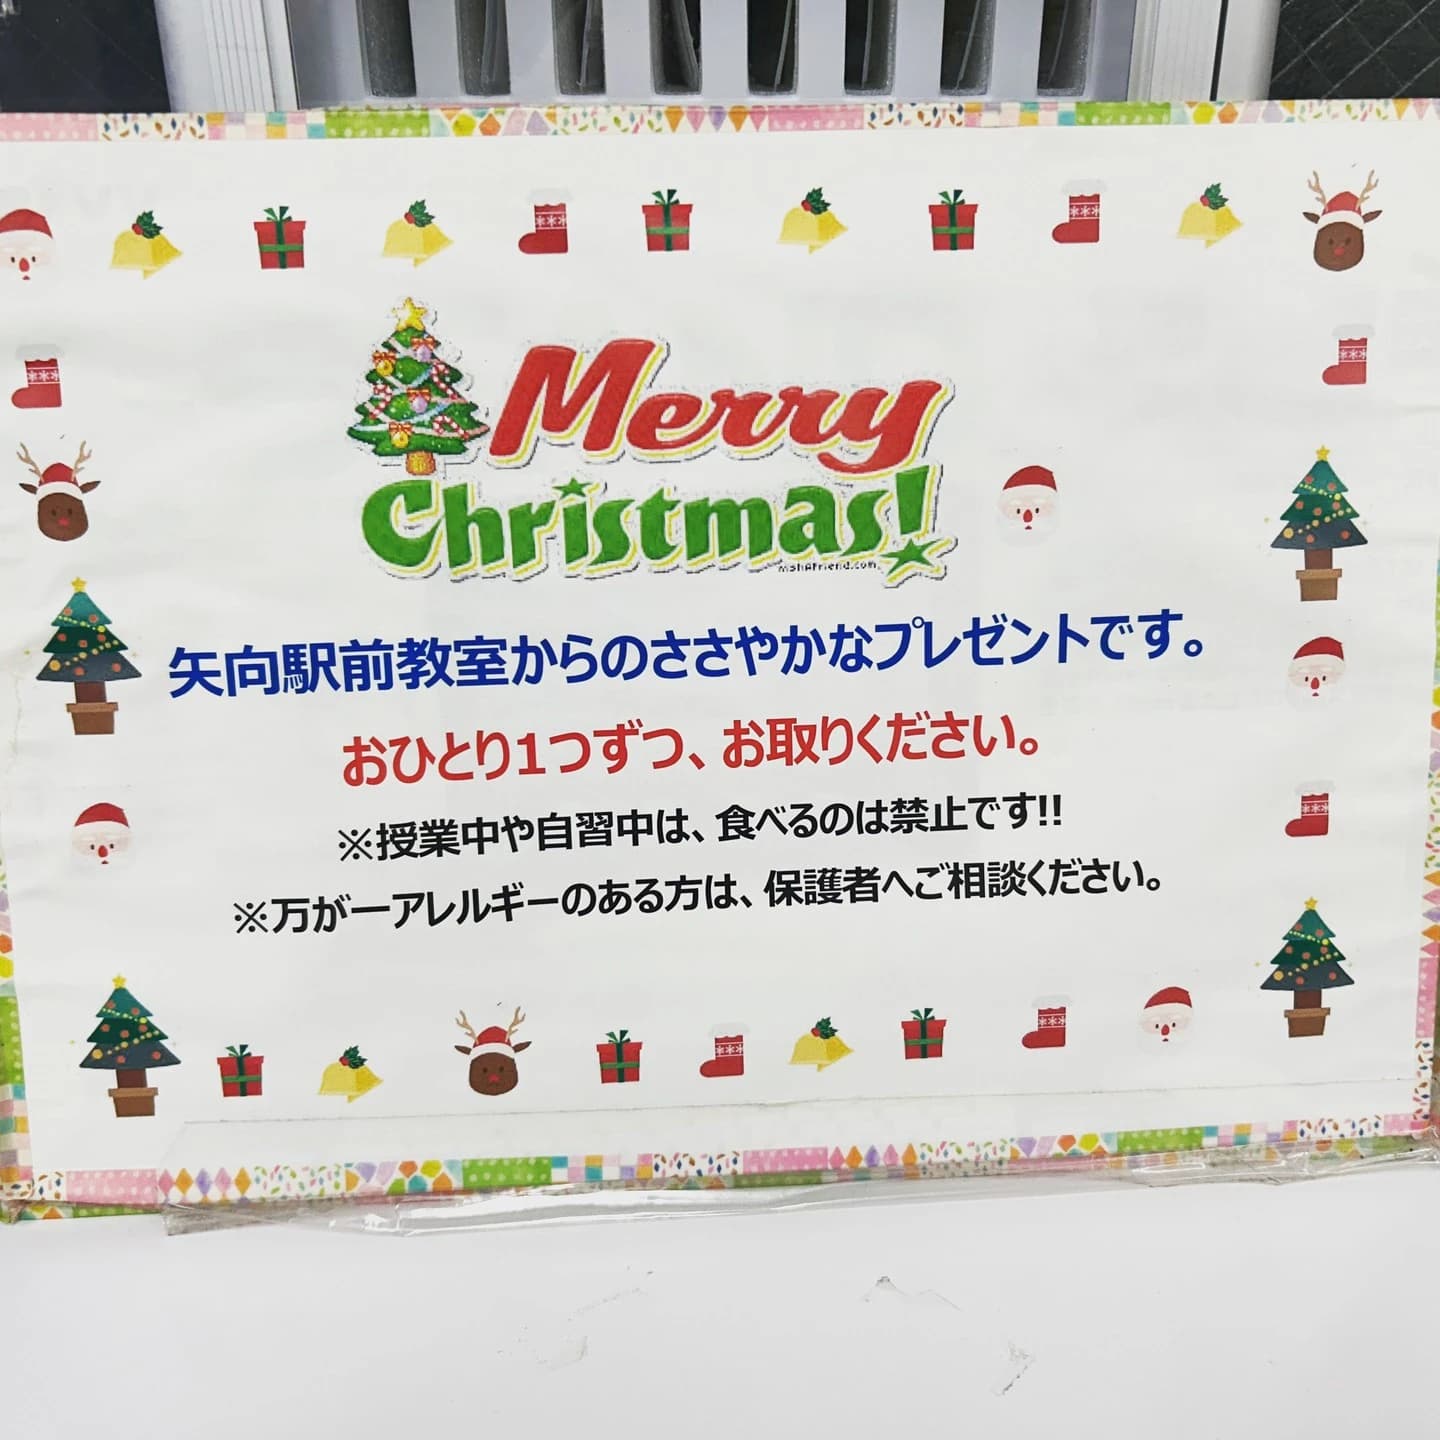 Merry
Christmas!
矢向駅前教室からのささやかなプレゼントです。
おひとり1つずつ、お取りください。
※授業中や自習中は、食べるのは禁止です!!
※万が一アレルギーのある方は、保護者へご相談ください。